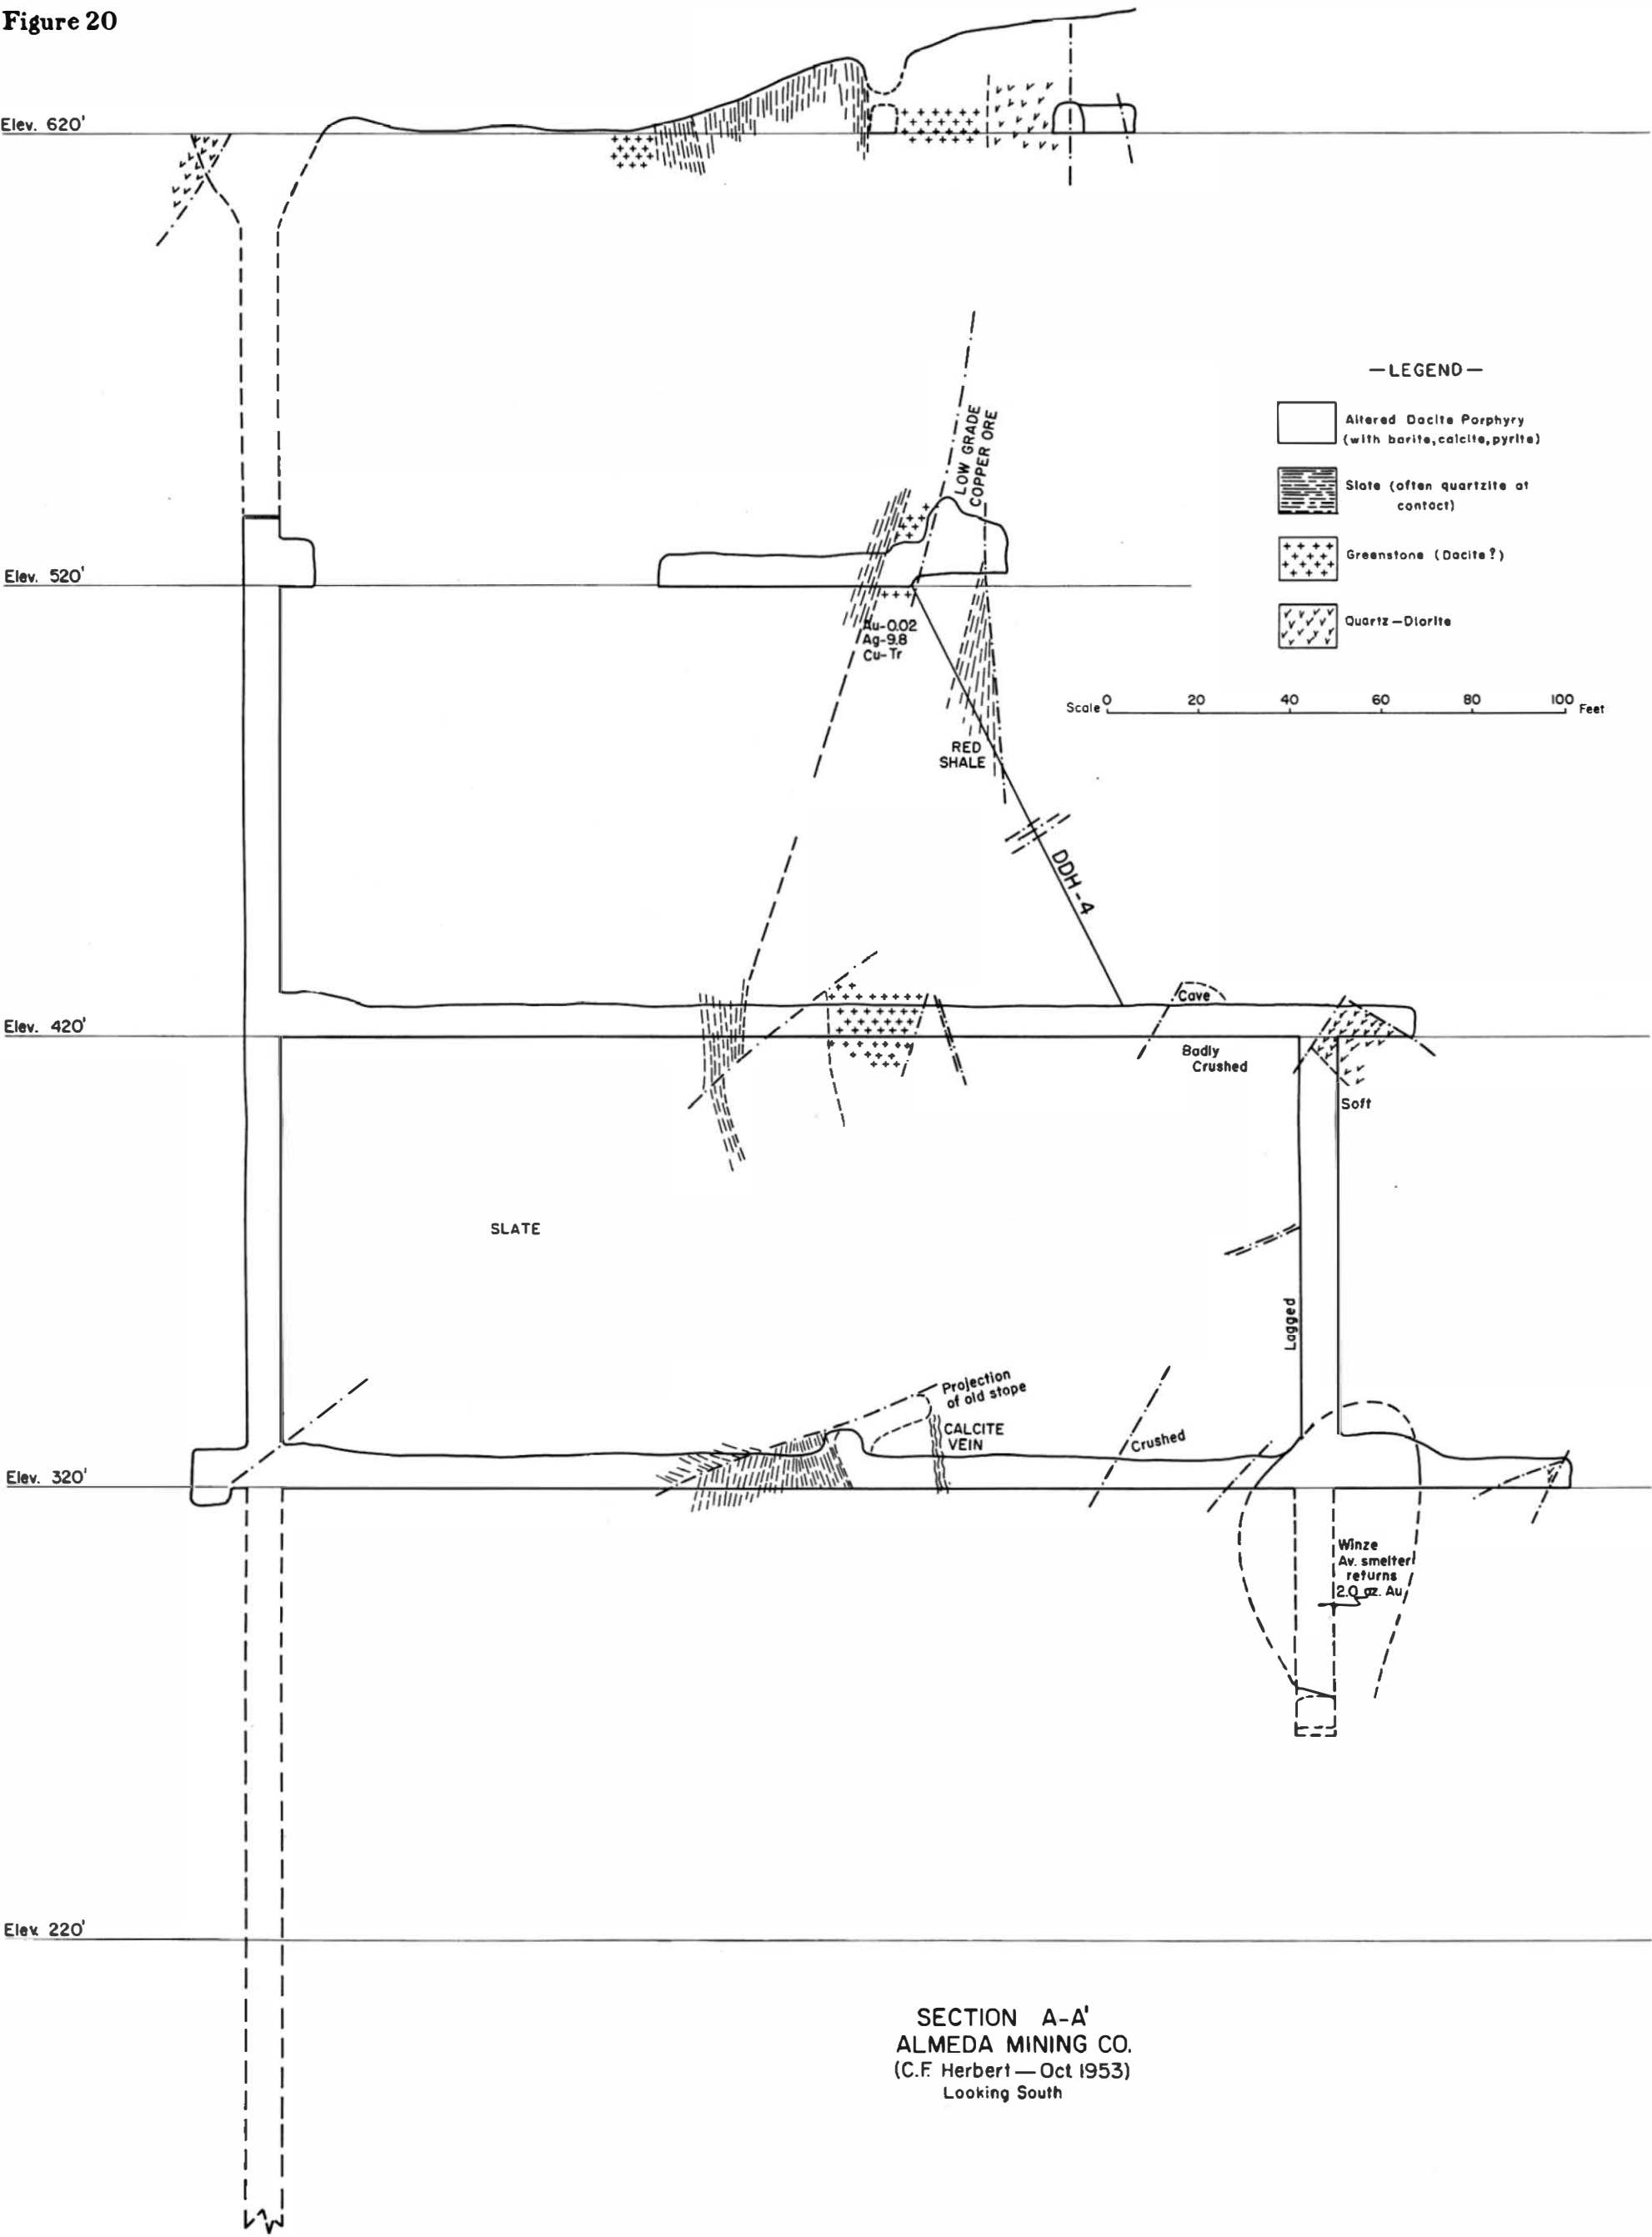 Figure 20
Elev. 620'
LOW GRADE
COPPER ORE
—LEGEND—
Altered Dacite Porphyry
(with barite, calcite, pyrite)
Slate (often quartzite at
contact)
Greenstone (Dacite?)
Quartz—Diorite
Scale 0 20 40 60 80 100 Feet
Elev. 520'
Au-0.02
Ag-9.8
Cu-Tr
RED
SHALE
DDH-4
Elev. 420'
Cave
Badly
Crushed
Soft
SLATE
Lagged
Projection
of old stope
CALCITE
VEIN
Crushed
Elev. 320'
Winze
Av. smelter
returns
2.0 oz. Au
Elev. 220'
SECTION A-A'
ALMEDA MINING CO.
(C.F. Herbert — Oct 1953)
Looking South